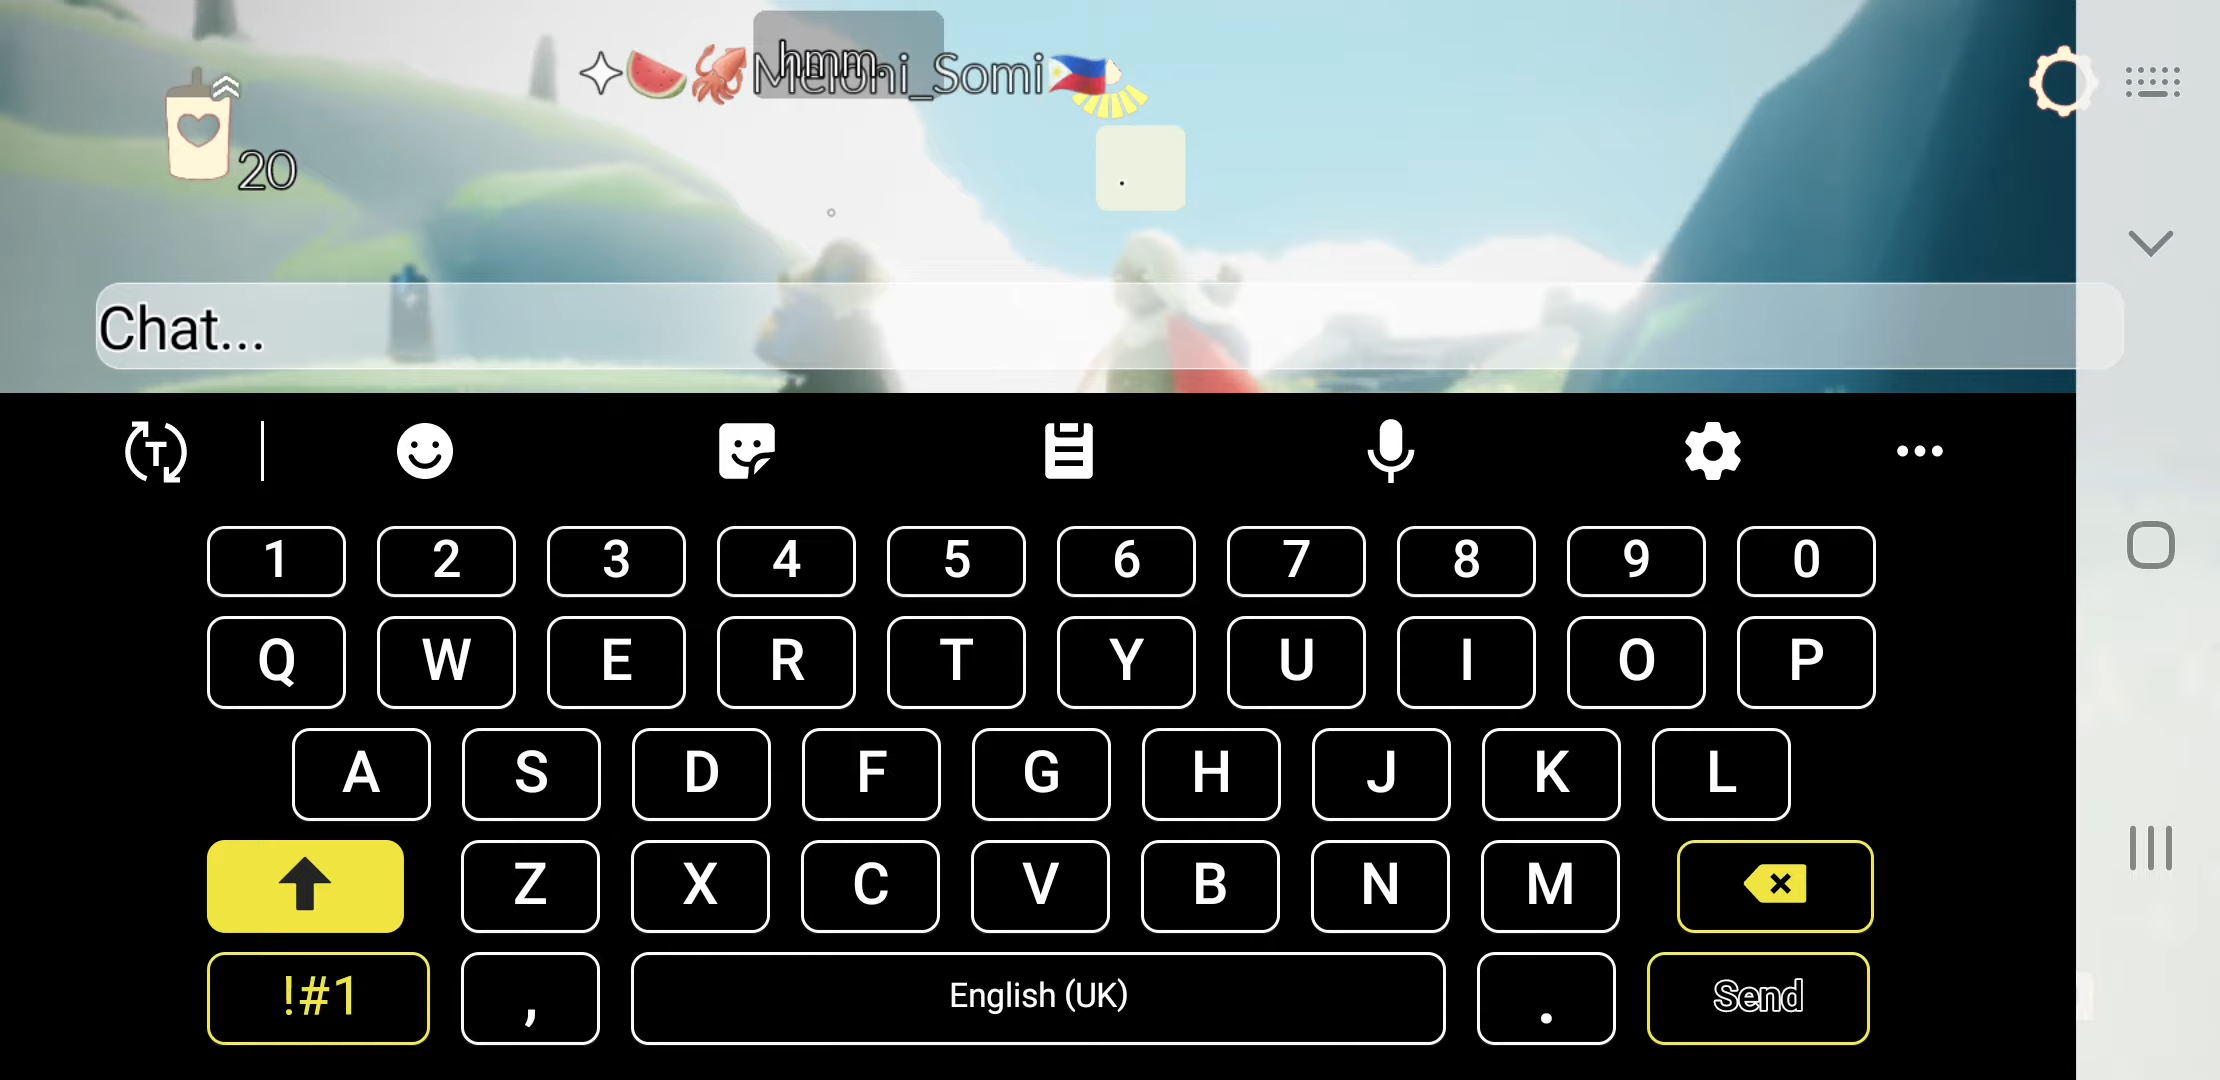 hmm.
✧🍉🦑Meloni_Somi🇵🇭
20
.
Chat...
T
1 2 3 4 5 6 7 8 9 0
Q W E R T Y U I O P
A S D F G H J K L
Z X C V B N M
!#1 , English (UK) . Send